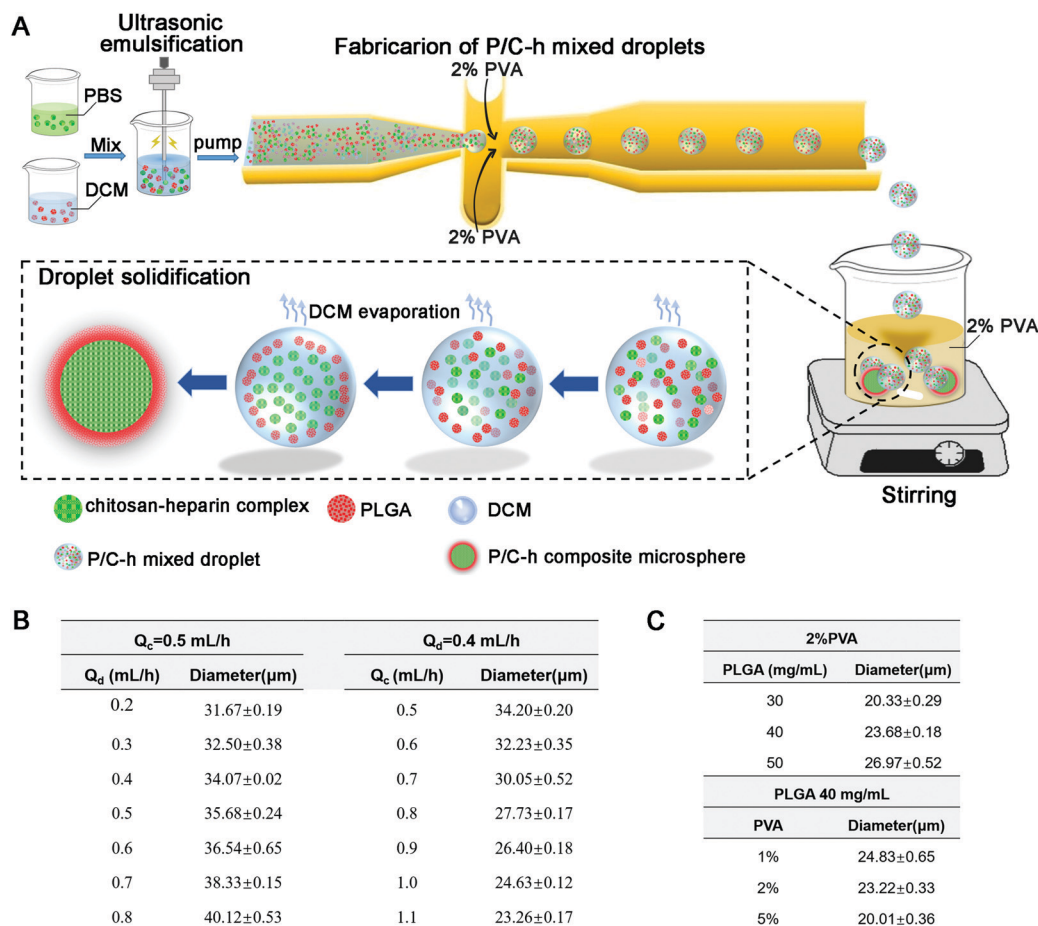 A
Ultrasonic
emulsification
PBS
Mix
DCM
pump
Fabricarion of P/C-h mixed droplets
2% PVA
2% PVA
Droplet solidification
DCM evaporation
2% PVA
Stirring
chitosan-heparin complex
PLGA
DCM
P/C-h mixed droplet
P/C-h composite microsphere
B
Qc=0.5 mL/h Qd=0.4 mL/h
Qd (mL/h) Diameter(μm) Qc (mL/h) Diameter(μm)
0.2 31.67±0.19 0.5 34.20±0.20
0.3 32.50±0.38 0.6 32.23±0.35
0.4 34.07±0.02 0.7 30.05±0.52
0.5 35.68±0.24 0.8 27.73±0.17
0.6 36.54±0.65 0.9 26.40±0.18
0.7 38.33±0.15 1.0 24.63±0.12
0.8 40.12±0.53 1.1 23.26±0.17
C
2%PVA
PLGA (mg/mL) Diameter(μm)
30 20.33±0.29
40 23.68±0.18
50 26.97±0.52
PLGA 40 mg/mL
PVA Diameter(μm)
1% 24.83±0.65
2% 23.22±0.33
5% 20.01±0.36